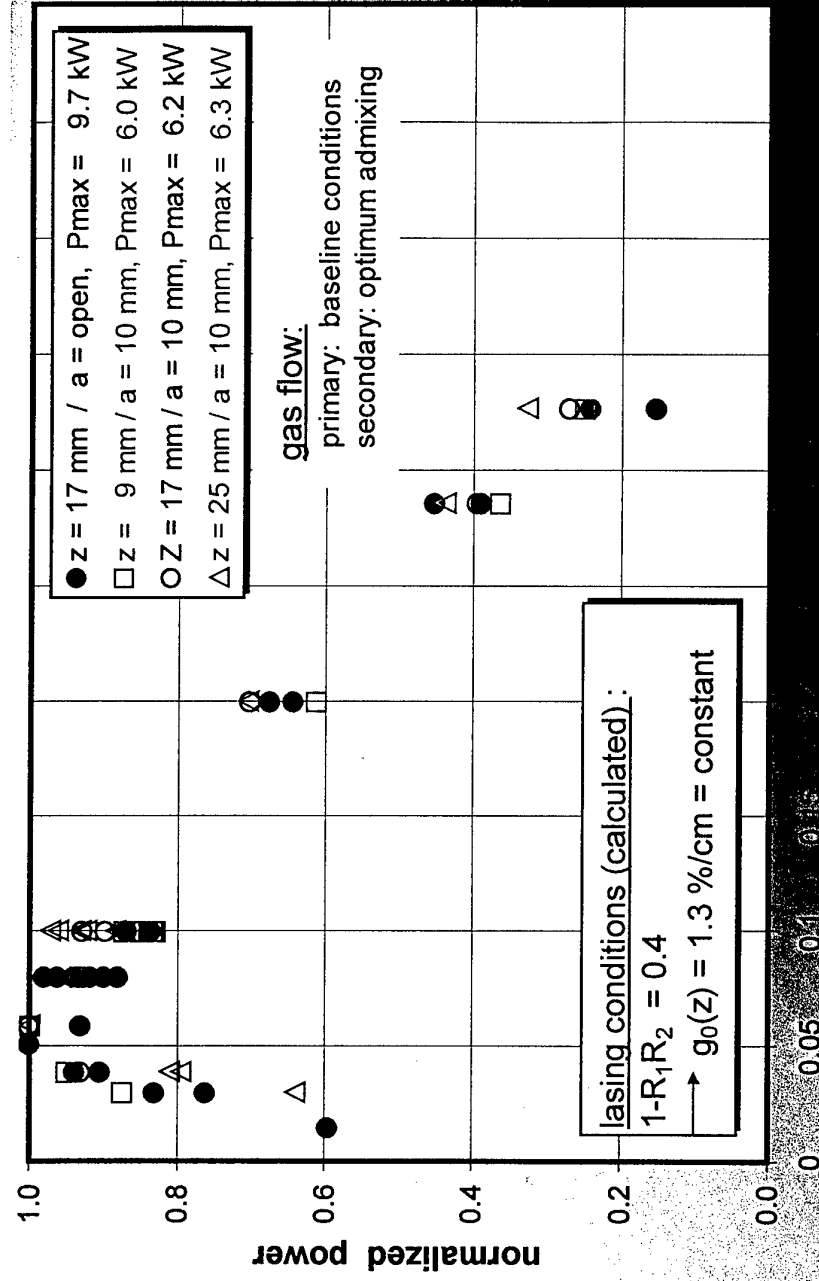 normalized power
1.0
0.8
0.6
0.4
0.2
0.0
● z = 17 mm / a = open, Pmax = 9.7 kW
□ z = 9 mm / a = 10 mm, Pmax = 6.0 kW
○ Z = 17 mm / a = 10 mm, Pmax = 6.2 kW
△ z = 25 mm / a = 10 mm, Pmax = 6.3 kW
gas flow:
primary: baseline conditions
secondary: optimum admixing
lasing conditions (calculated) :
1-R₁R₂ = 0.4
→ g₀(z) = 1.3 %/cm = constant
0 0.05 0.1 0.15